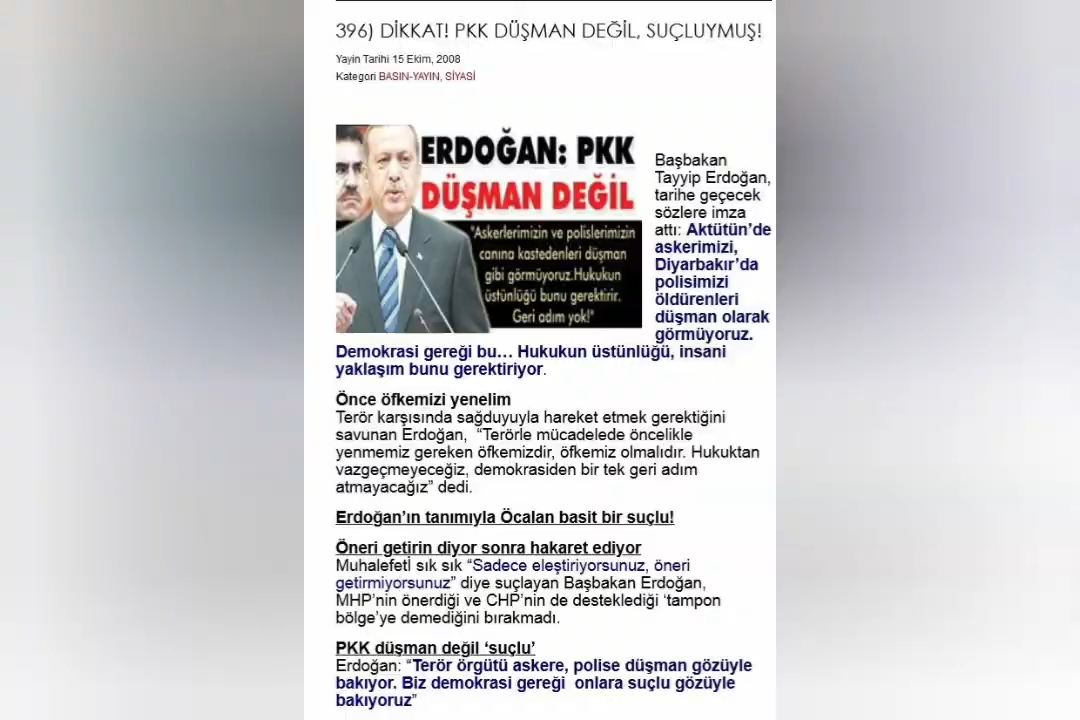 396) DİKKAT! PKK DÜŞMAN DEĞİL, SUÇLUYMUŞ!
Yayin Tarihi 15 Ekim, 2008
Kategori BASIN-YAYIN, SİYASİ
ERDOĞAN: PKK
DÜŞMAN DEĞİL
"Askerlerimizin ve polislerimizin
canına kastedenleri düşman
gibi görmüyoruz.Hukukun
üstünlüğü bunu gerektirir.
Geri adım yok!"
Başbakan
Tayyip Erdoğan,
tarihe geçecek
sözlere imza
attı: Aktütün’de
askerimizi,
Diyarbakır’da
polisimizi
öldürenleri
düşman olarak
görmüyoruz.
Demokrasi gereği bu… Hukukun üstünlüğü, insani
yaklaşım bunu gerektiriyor.
Önce öfkemizi yenelim
Terör karşısında sağduyuyla hareket etmek gerektiğini
savunan Erdoğan, “Terörle mücadelede öncelikle
yenmemiz gereken öfkemizdir, öfkemiz olmalıdır. Hukuktan
vazgeçmeyeceğiz, demokrasiden bir tek geri adım
atmayacağız” dedi.
Erdoğan’ın tanımıyla Öcalan basit bir suçlu!
Öneri getirin diyor sonra hakaret ediyor
Muhalefetİ sık sık “Sadece eleştiriyorsunuz, öneri
getirmiyorsunuz” diye suçlayan Başbakan Erdoğan,
MHP’nin önerdiği ve CHP’nin de desteklediği ‘tampon
bölge’ye demediğini bırakmadı.
PKK düşman değil ‘suçlu’
Erdoğan: “Terör örgütü askere, polise düşman gözüyle
bakıyor. Biz demokrasi gereği onlara suçlu gözüyle
bakıyoruz”